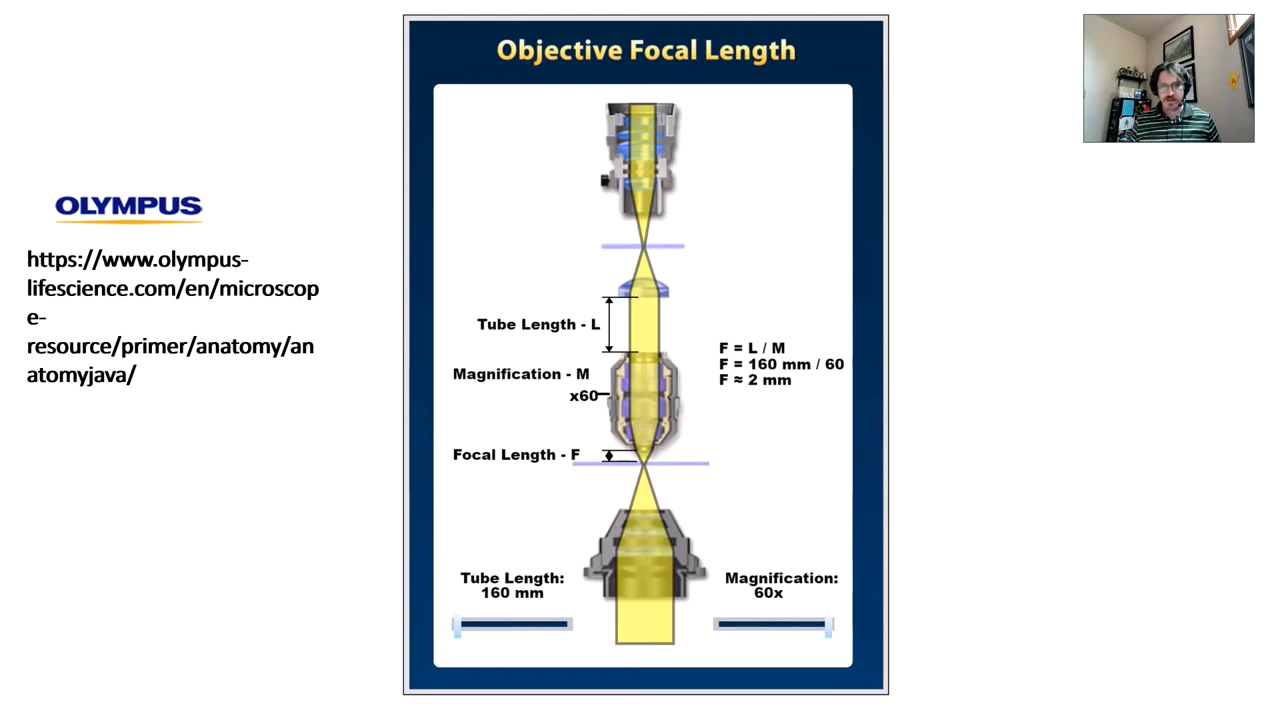 Objective Focal Length
OLYMPUS
https://www.olympus-
lifescience.com/en/microscop
e-
resource/primer/anatomy/an
atomyjava/
Tube Length - L
Magnification - M
x60
Focal Length - F
F = L / M
F = 160 mm / 60
F ≈ 2 mm
Tube Length:
160 mm
Magnification:
60x